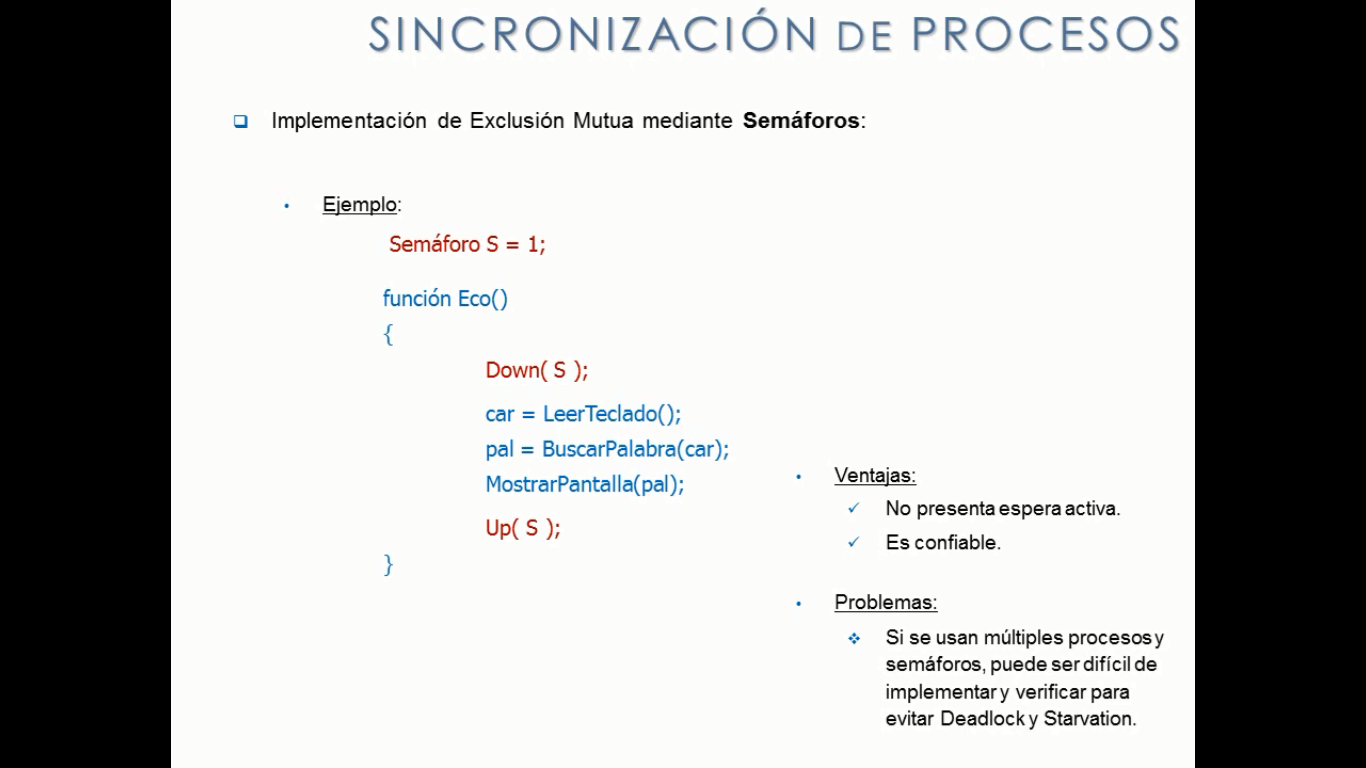 SINCRONIZACIÓN DE PROCESOS
Implementación de Exclusión Mutua mediante Semáforos:
Ejemplo:
Semáforo S = 1;
función Eco()
{
Down( S );
car = LeerTeclado();
pal = BuscarPalabra(car);
MostrarPantalla(pal);
Up( S );
}
Ventajas:
No presenta espera activa.
Es confiable.
Problemas:
Si se usan múltiples procesos y
semáforos, puede ser difícil de
implementar y verificar para
evitar Deadlock y Starvation.